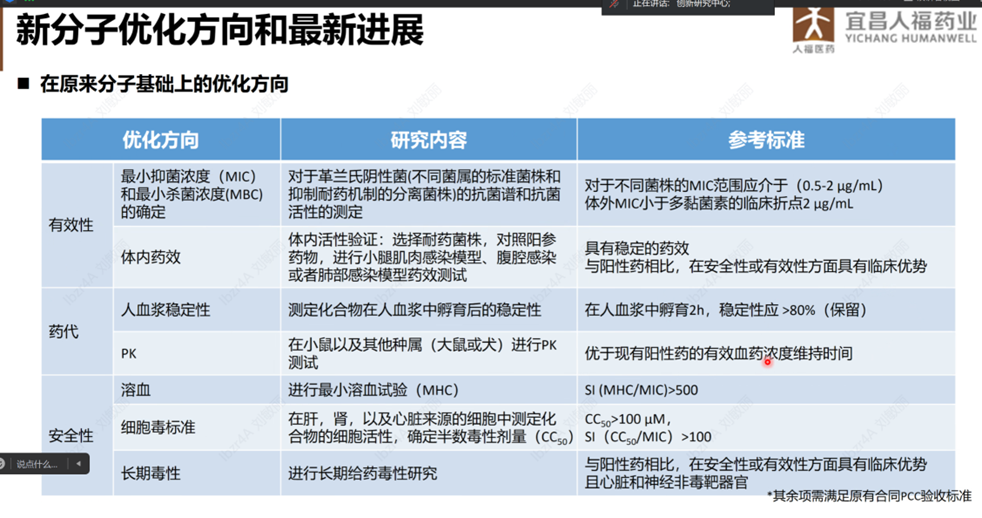 正在讲话: 创新研究中心;
新分子优化方向和最新进展
人福医药
宜昌人福药业
YICHANG HUMANWELL
■ 在原来分子基础上的优化方向
优化方向 研究内容 参考标准
有效性
最小抑菌浓度（MIC）
和最小杀菌浓度(MBC)
的确定
对于革兰氏阴性菌(不同菌属的标准菌株和
抑制耐药机制的分离菌株)的抗菌谱和抗菌
活性的测定
对于不同菌株的MIC范围应介于（0.5-2 μg/mL）
体外MIC小于多黏菌素的临床折点2 μg/mL
体内药效
体内活性验证：选择耐药菌株，对照阳参
药物，进行小腿肌肉感染模型、腹腔感染
或者肺部感染模型药效测试
具有稳定的药效
与阳性药相比，在安全性或有效性方面具有临床优势
药代
人血浆稳定性
测定化合物在人血浆中孵育后的稳定性
在人血浆中孵育2h，稳定性应 >80%（保留）
PK
在小鼠以及其他种属（大鼠或犬）进行PK
测试
优于现有阳性药的有效血药浓度维持时间
安全性
溶血
进行最小溶血试验（MHC）
SI (MHC/MIC)>500
细胞毒标准
在肝，肾，以及心脏来源的细胞中测定化
合物的细胞活性，确定半数毒性剂量（CC50）
CC50>100 μM，
SI（CC50/MIC）>100
长期毒性
进行长期给药毒性研究
与阳性药相比，在安全性或有效性方面具有临床优势
且心脏和神经非毒靶器官
说点什么...
*其余项需满足原有合同PCC验收标准